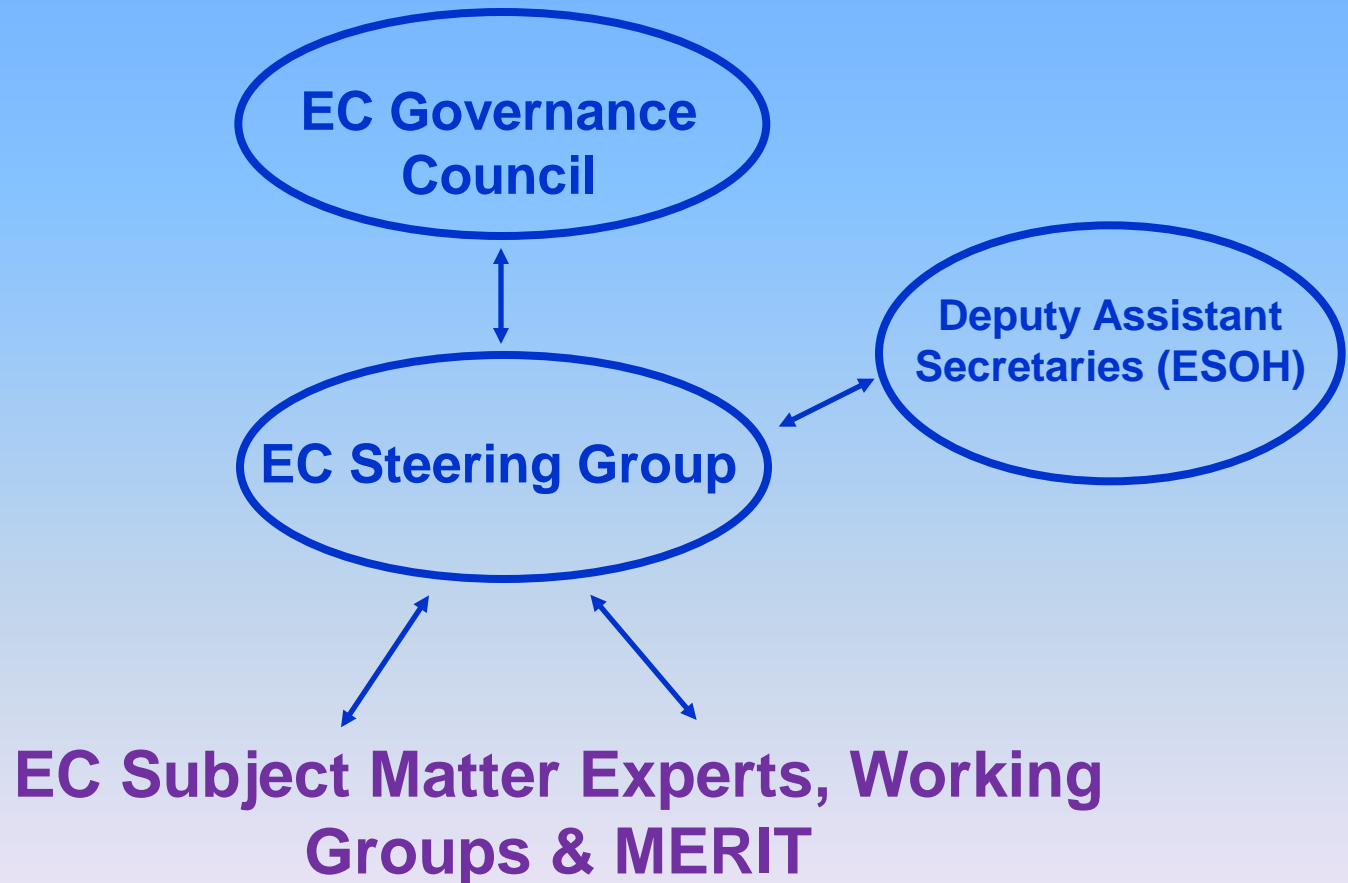 EC Governance
Council
Deputy Assistant
Secretaries (ESOH)
EC Steering Group
EC Subject Matter Experts, Working
Groups & MERIT